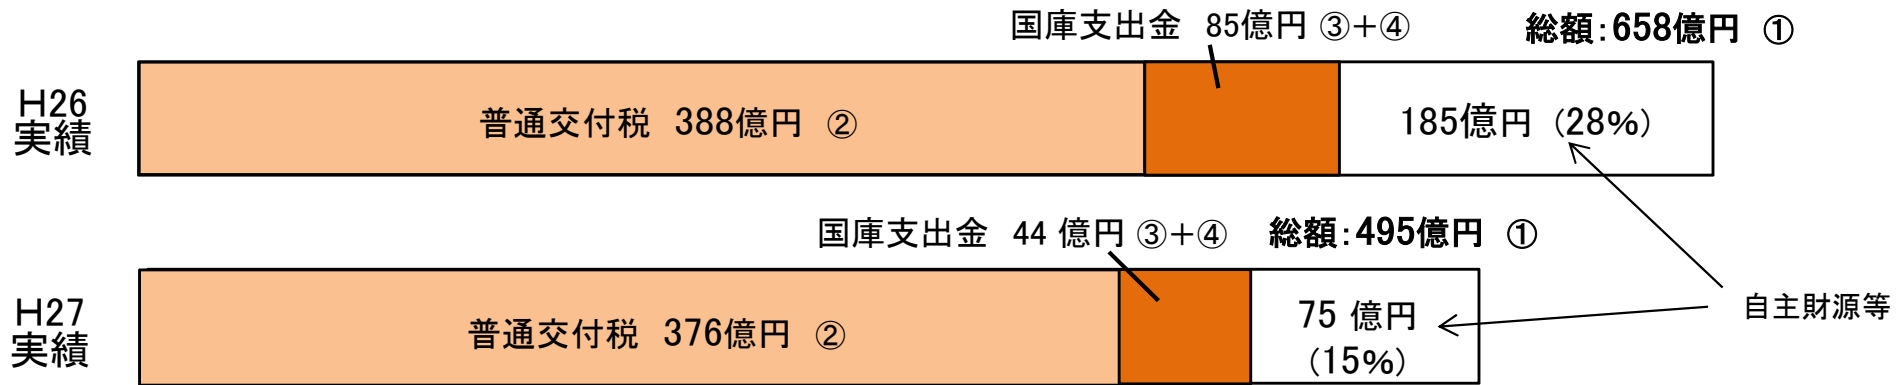 国庫支出金 85億円 ③+④ 総額:658億円 ①
H26
実績
普通交付税 388億円 ②
185億円 (28%)
国庫支出金 44 億円 ③+④ 総額:495億円 ①
H27
実績
普通交付税 376億円 ②
75 億円
(15%)
自主財源等